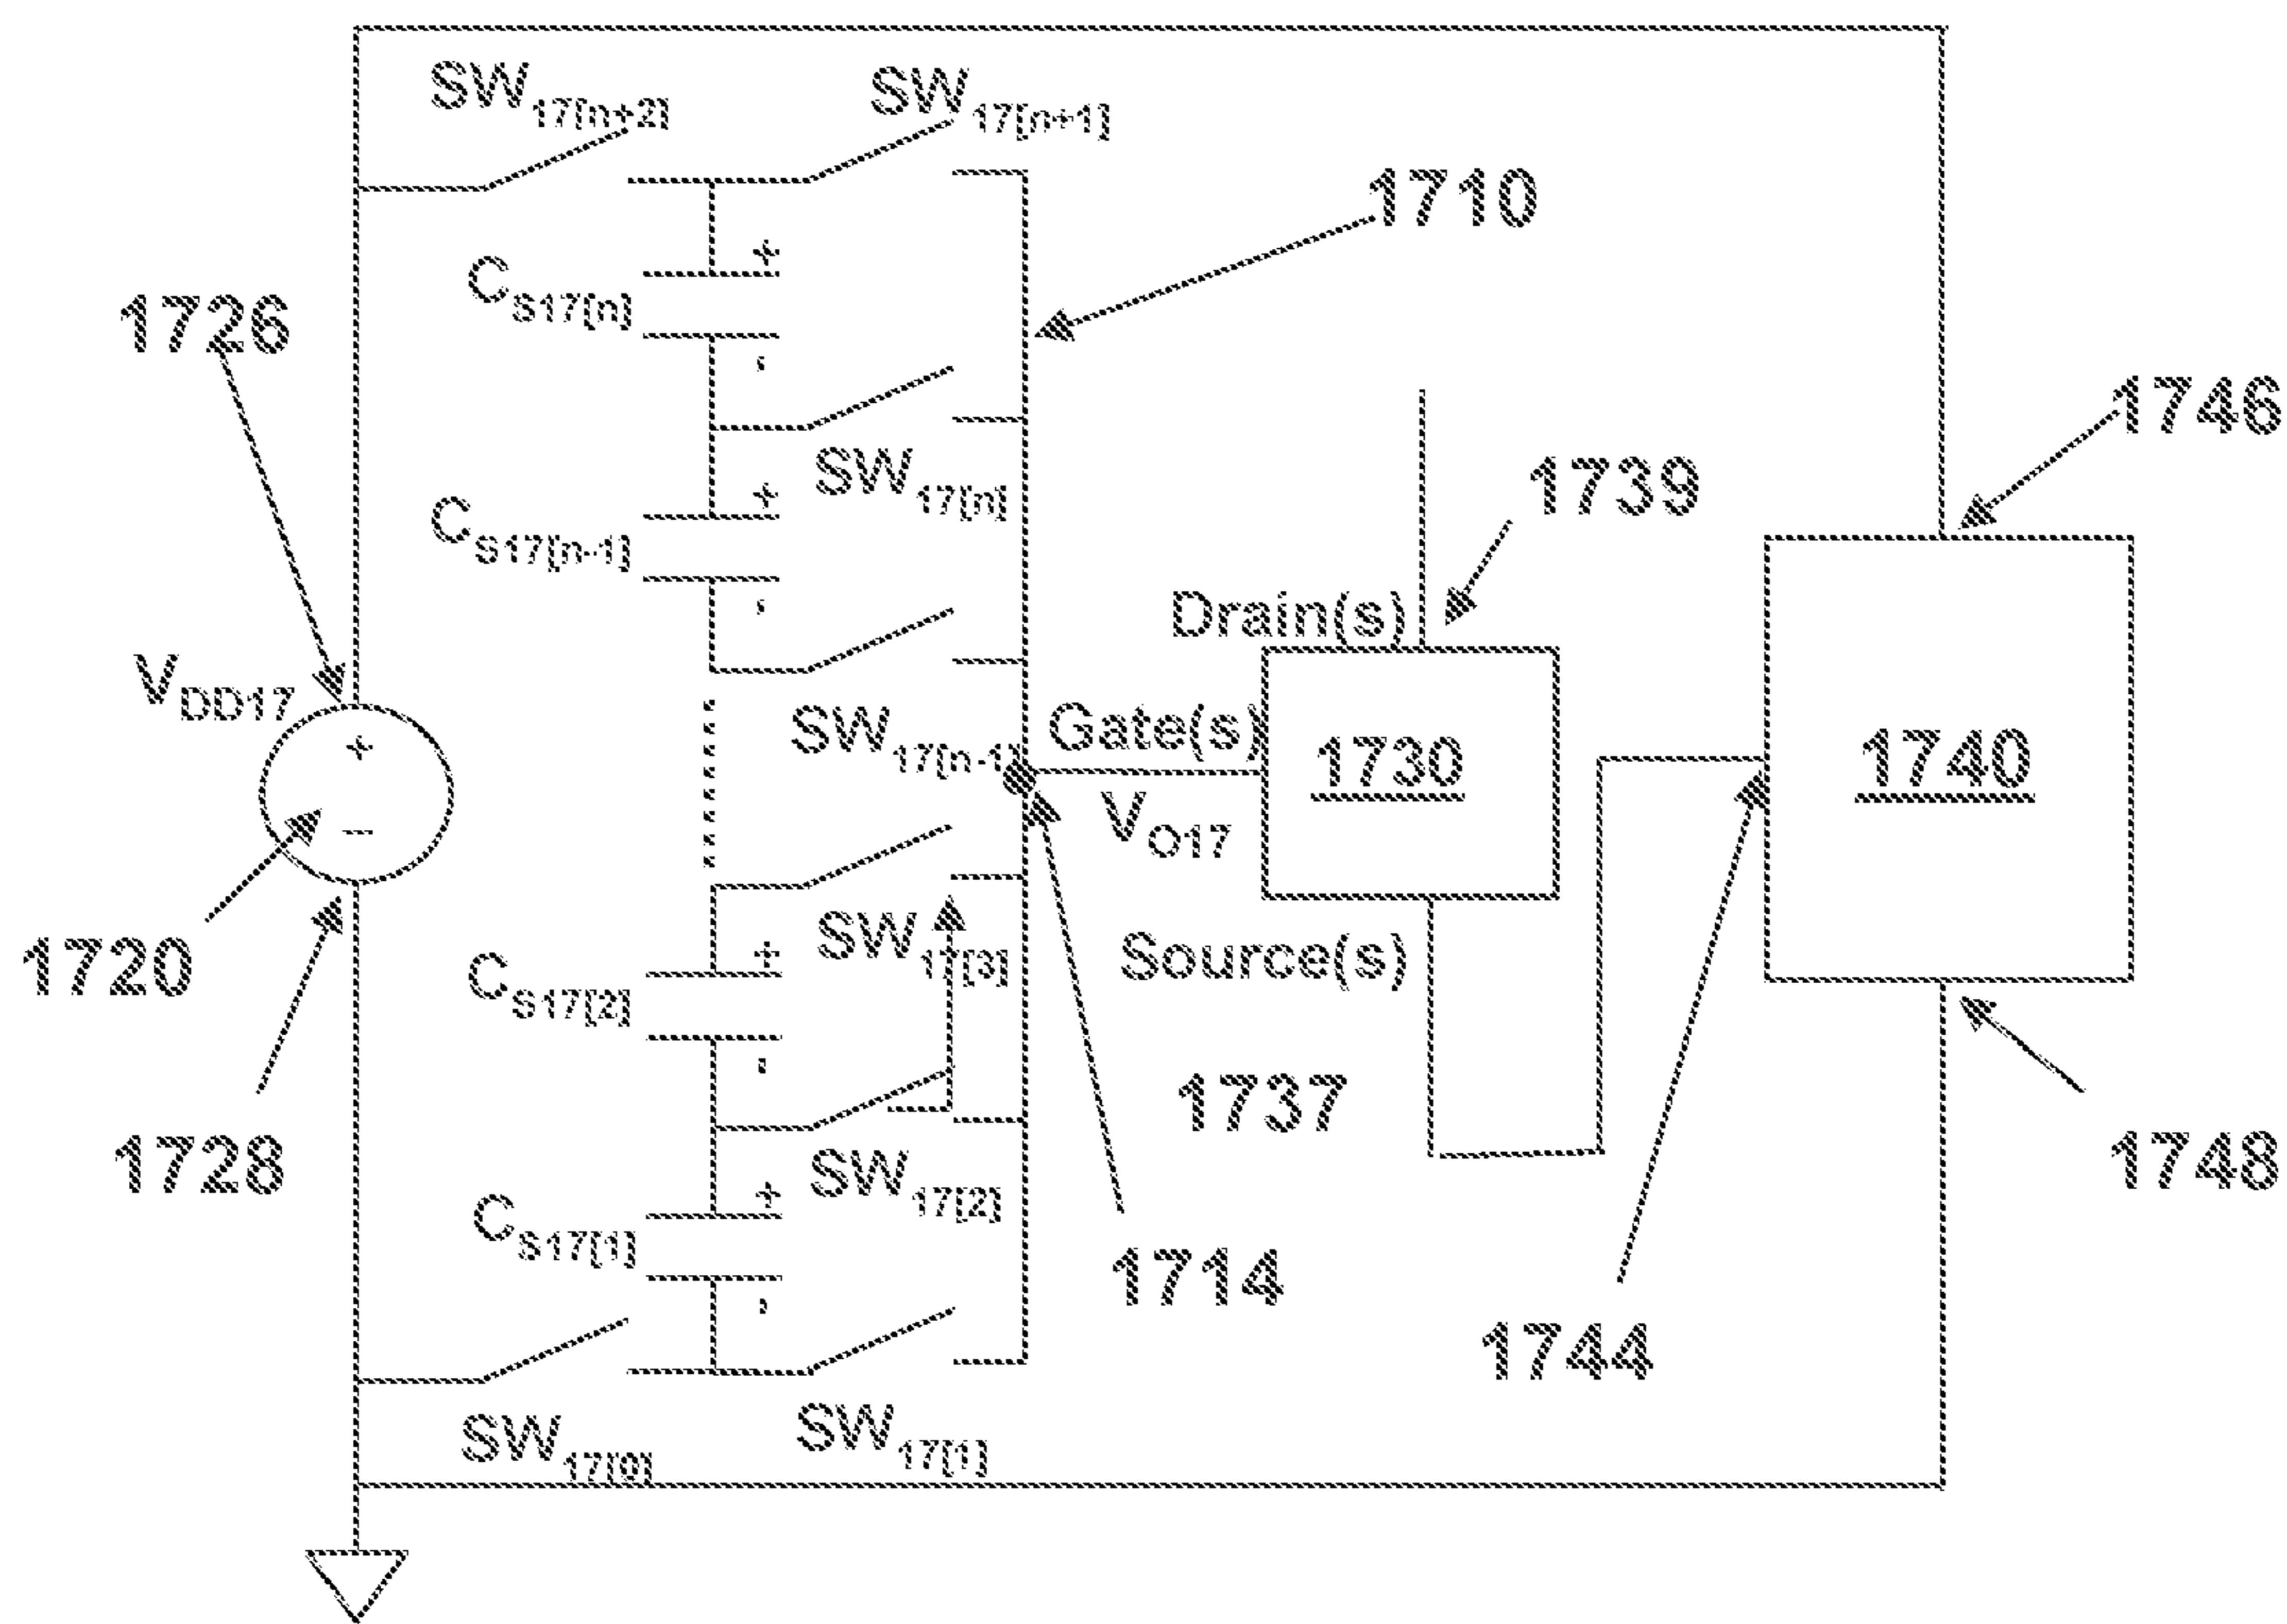 SW17[n+2]
SW17[n+1]
1710
CS17[n]
+
-
1726
1746
SW17[n]
1739
CS17[n-1]
+
-
Drain(s)
VDD17
SW17[n-1]
Gate(s)
1730
1740
+
−
VO17
SW17[3]
Source(s)
1720
CS17[2]
+
-
1737
1728
SW17[2]
1748
CS17[1]
+
-
1714
1744
SW17[0]
SW17[1]